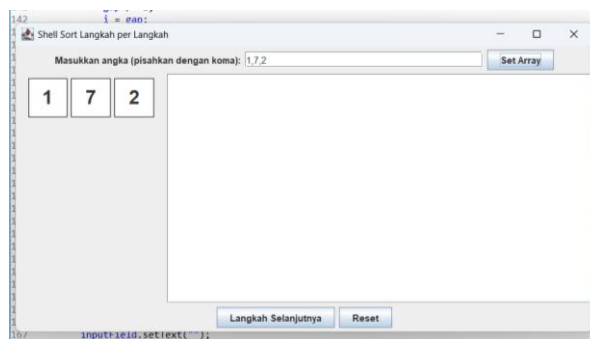 142 i = gap;
Shell Sort Langkah per Langkah
Masukkan angka (pisahkan dengan koma): 1,7,2 Set Array
1 7 2
Langkah Selanjutnya Reset
167 inputField.setText("");